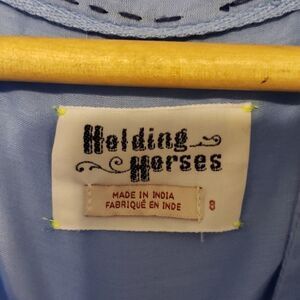 Holding
Horses
MADE IN INDIA
FABRIQUÉ EN INDE
8